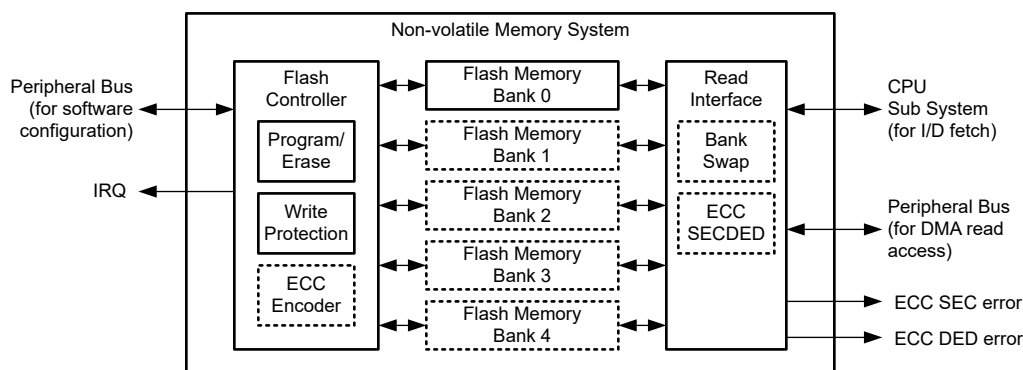 Non-volatile Memory System
Peripheral Bus
(for software
configuration)
IRQ
Flash
Controller
Program/
Erase
Write
Protection
ECC
Encoder
Flash Memory
Bank 0
Flash Memory
Bank 1
Flash Memory
Bank 2
Flash Memory
Bank 3
Flash Memory
Bank 4
Read
Interface
Bank
Swap
ECC
SECDED
CPU
Sub System
(for I/D fetch)
Peripheral Bus
(for DMA read
access)
ECC SEC error
ECC DED error